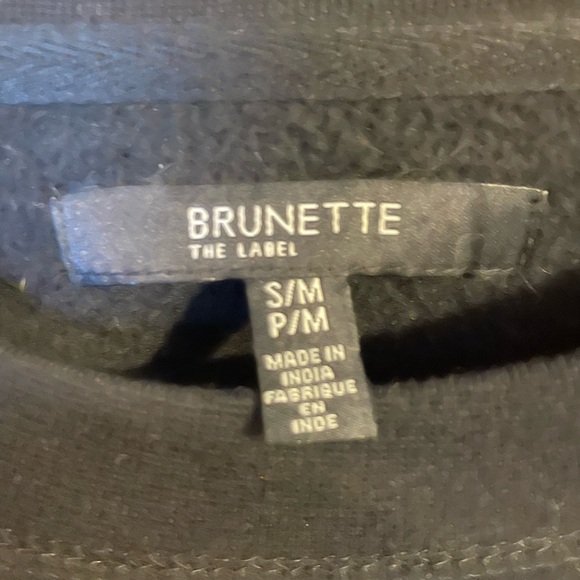 BRUNETTE
THE LABEL
S/M
P/M
MADE IN
INDIA
FABRIQUE
EN
INDE